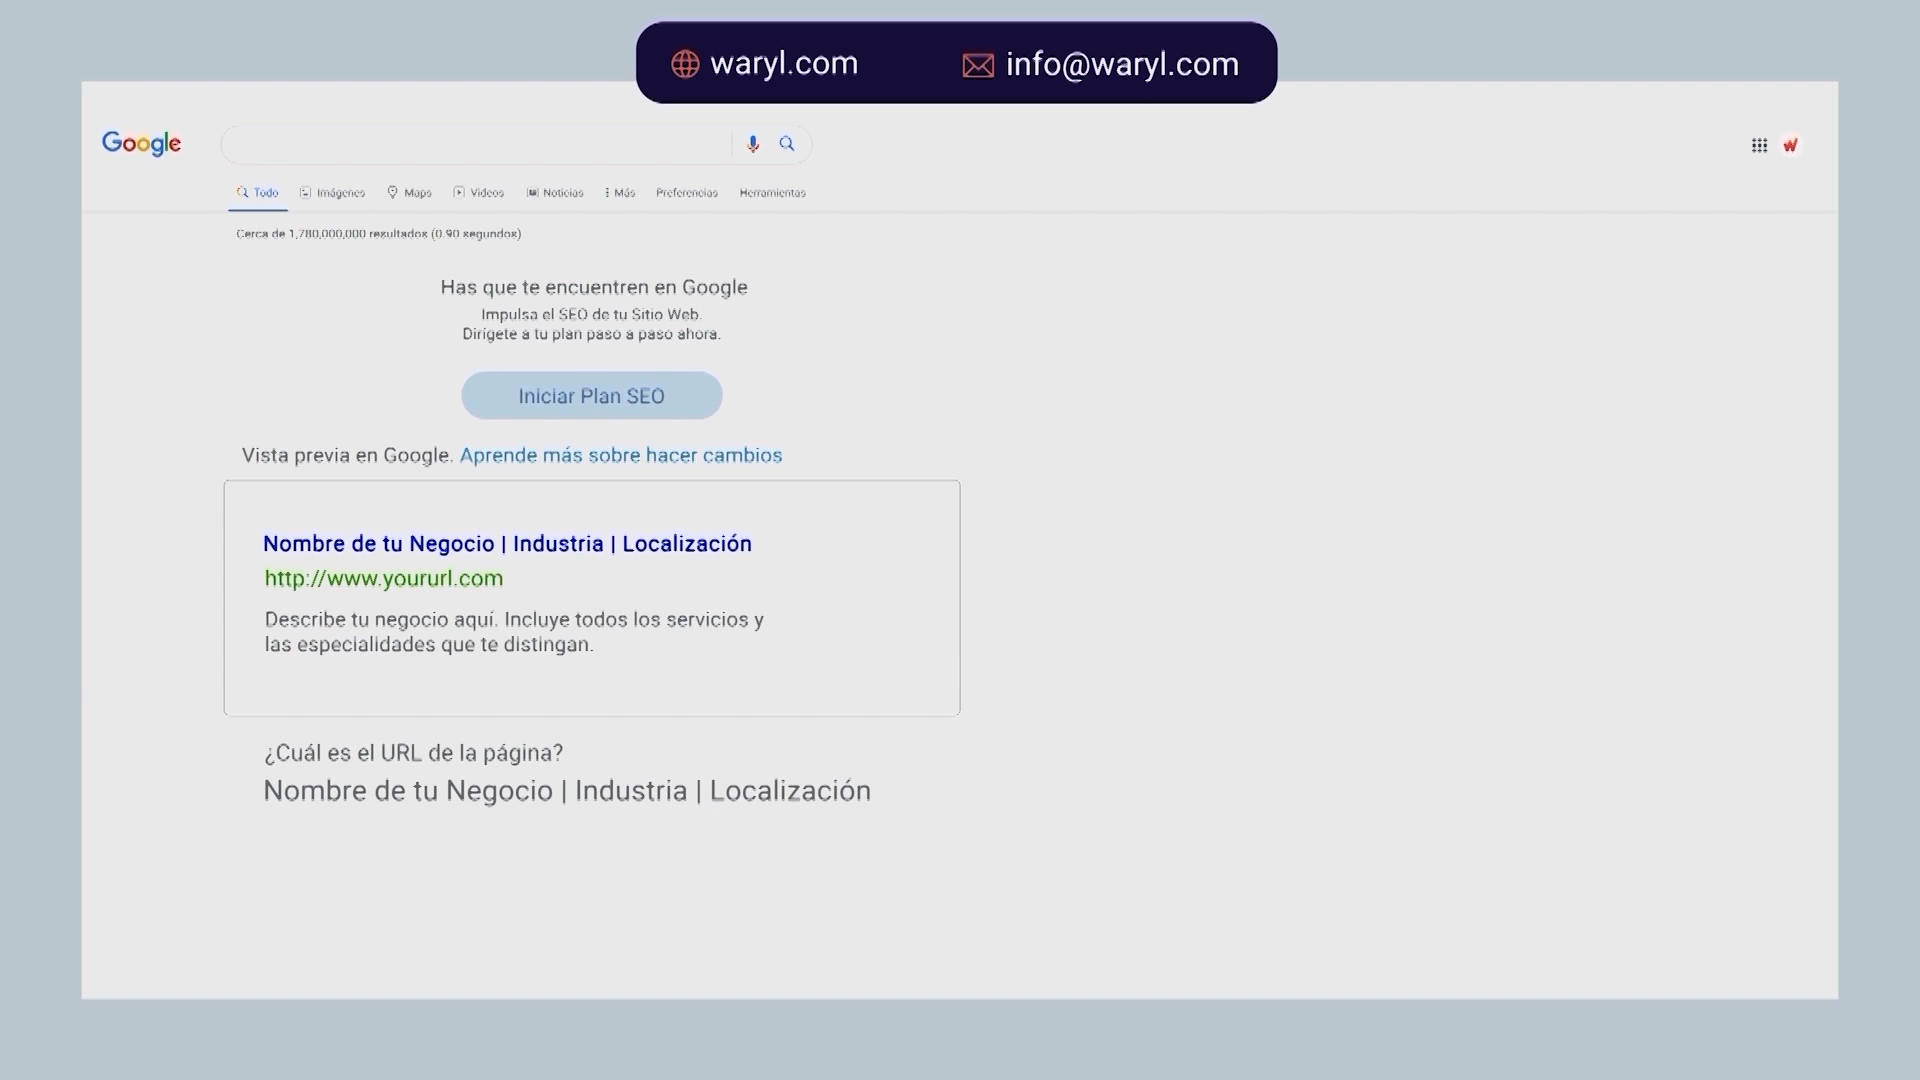 waryl.com
info@waryl.com
Google
Todo
Imágenes
Maps
Videos
Noticias
Más
Preferencias
Herramientas
Cerca de 1,780,000,000 resultados (0.90 segundos)
Has que te encuentren en Google
Impulsa el SEO de tu Sitio Web.
Dirígete a tu plan paso a paso ahora.
Iniciar Plan SEO
Vista previa en Google. Aprende más sobre hacer cambios
Nombre de tu Negocio | Industria | Localización
http://www.yoururl.com
Describe tu negocio aquí. Incluye todos los servicios y
las especialidades que te distingan.
¿Cuál es el URL de la página?
Nombre de tu Negocio | Industria | Localización